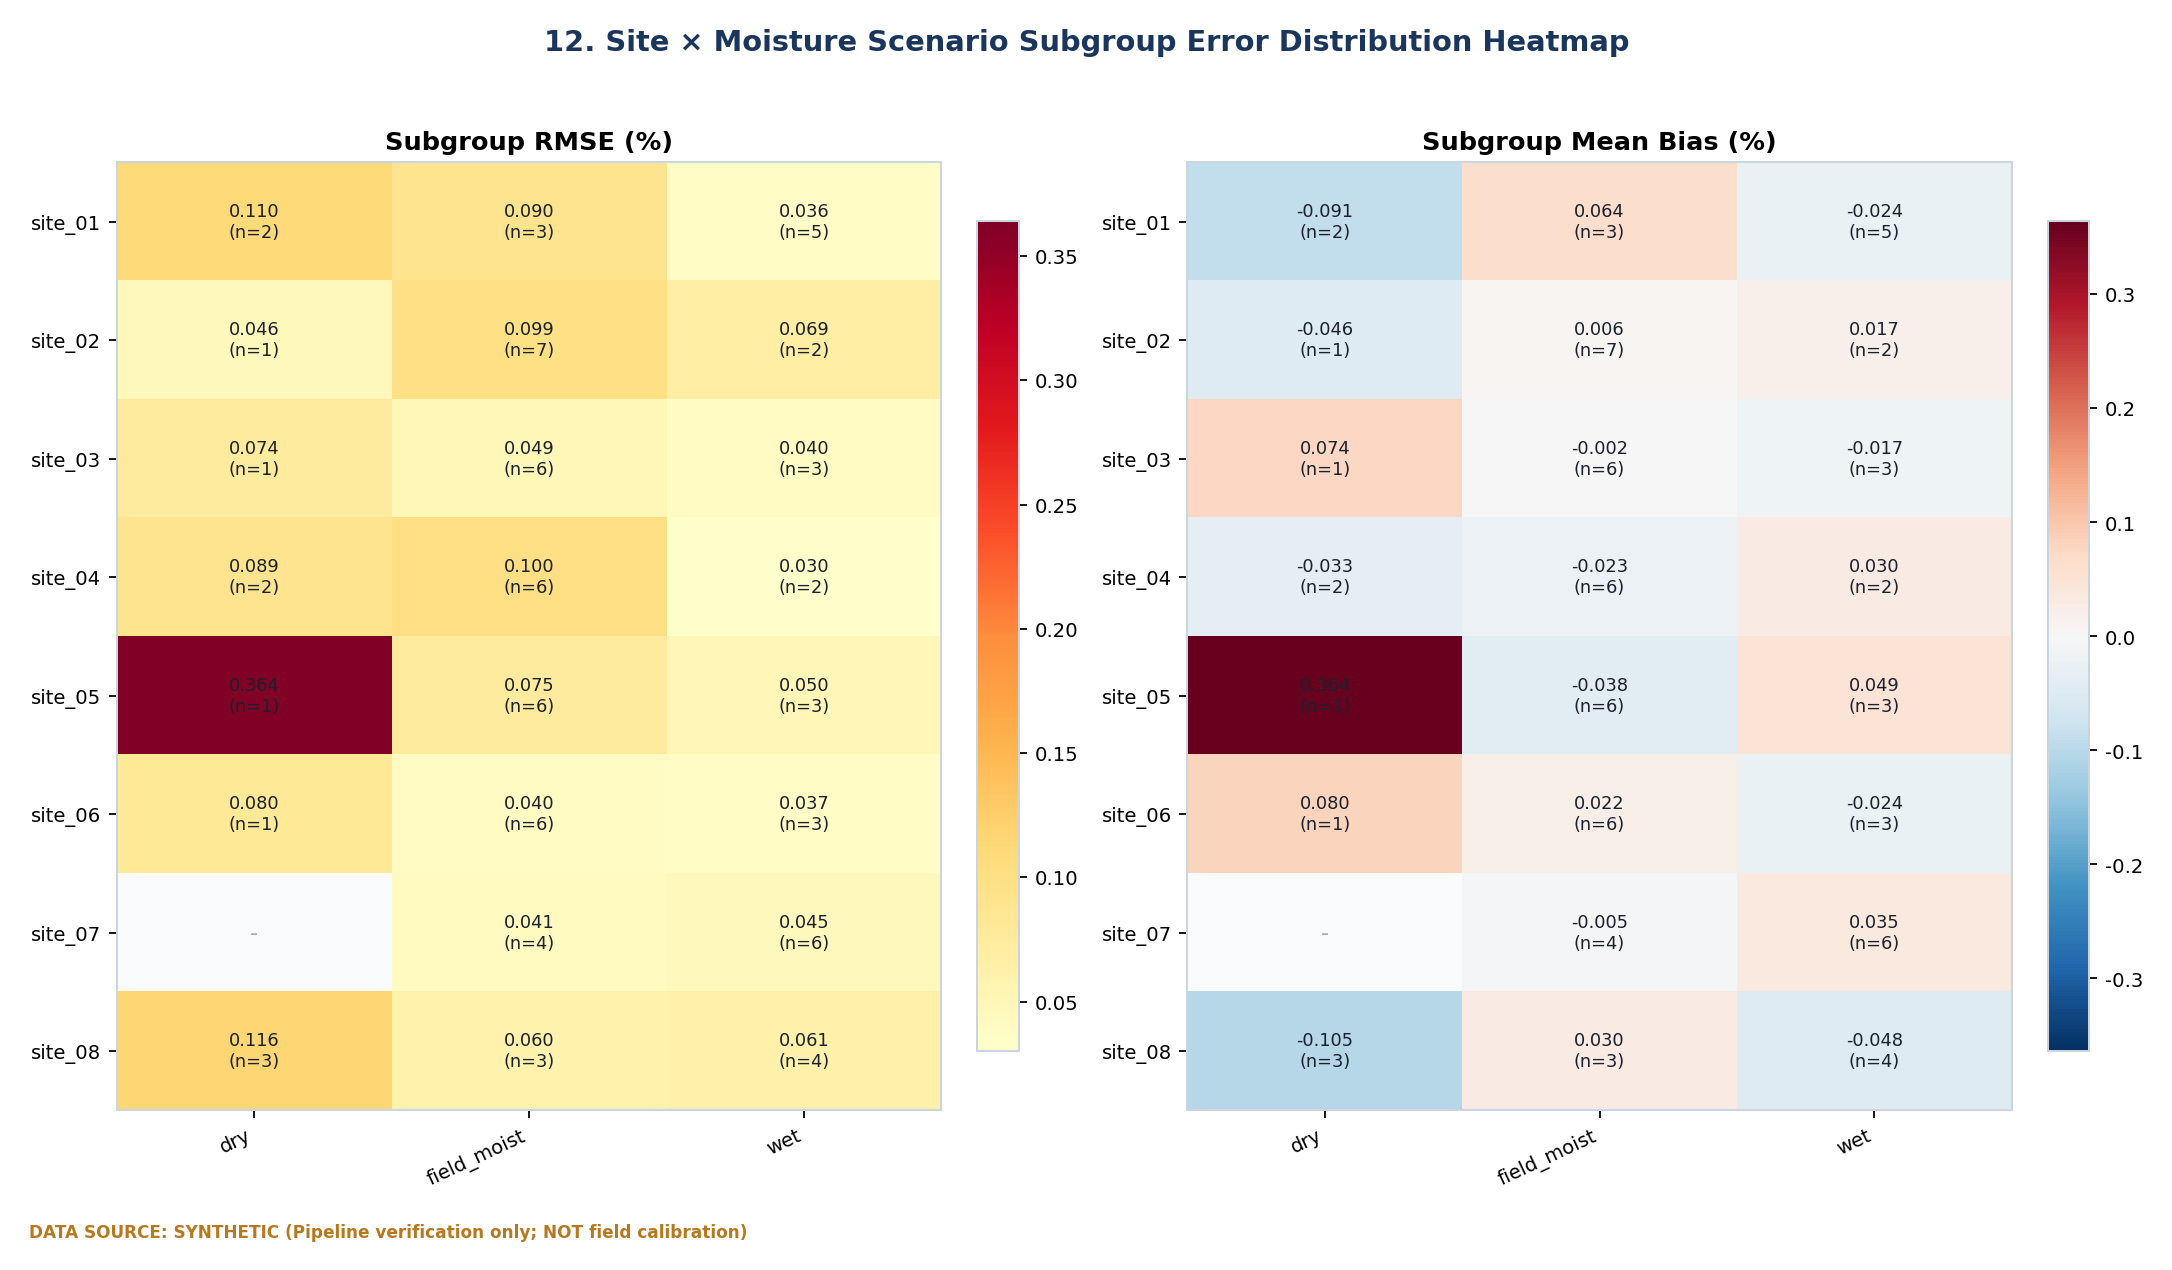 12. Site × Moisture Scenario Subgroup Error Distribution Heatmap
Subgroup RMSE (%)
site_01
0.110
(n=2)
0.090
(n=3)
0.036
(n=5)
site_02
0.046
(n=1)
0.099
(n=7)
0.069
(n=2)
site_03
0.074
(n=1)
0.049
(n=6)
0.040
(n=3)
site_04
0.089
(n=2)
0.100
(n=6)
0.030
(n=2)
site_05
0.364
(n=1)
0.075
(n=6)
0.050
(n=3)
site_06
0.080
(n=1)
0.040
(n=6)
0.037
(n=3)
site_07
-
0.041
(n=4)
0.045
(n=6)
site_08
0.116
(n=3)
0.060
(n=3)
0.061
(n=4)
dry
field_moist
wet
0.35
0.30
0.25
0.20
0.15
0.10
0.05
Subgroup Mean Bias (%)
site_01
-0.091
(n=2)
0.064
(n=3)
-0.024
(n=5)
site_02
-0.046
(n=1)
0.006
(n=7)
0.017
(n=2)
site_03
0.074
(n=1)
-0.002
(n=6)
-0.017
(n=3)
site_04
-0.033
(n=2)
-0.023
(n=6)
0.030
(n=2)
site_05
0.364
(n=1)
-0.038
(n=6)
0.049
(n=3)
site_06
0.080
(n=1)
0.022
(n=6)
-0.024
(n=3)
site_07
-
-0.005
(n=4)
0.035
(n=6)
site_08
-0.105
(n=3)
0.030
(n=3)
-0.048
(n=4)
dry
field_moist
wet
0.3
0.2
0.1
0.0
-0.1
-0.2
-0.3
DATA SOURCE: SYNTHETIC (Pipeline verification only; NOT field calibration)